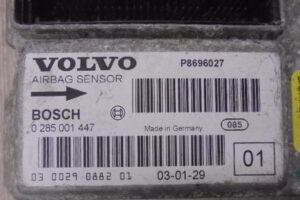 VOLVO
P8696027
AIRBAG SENSOR
BOSCH
0 285 001 447
Made in Germany
085
01
03 0029 0882 01
03-01-29